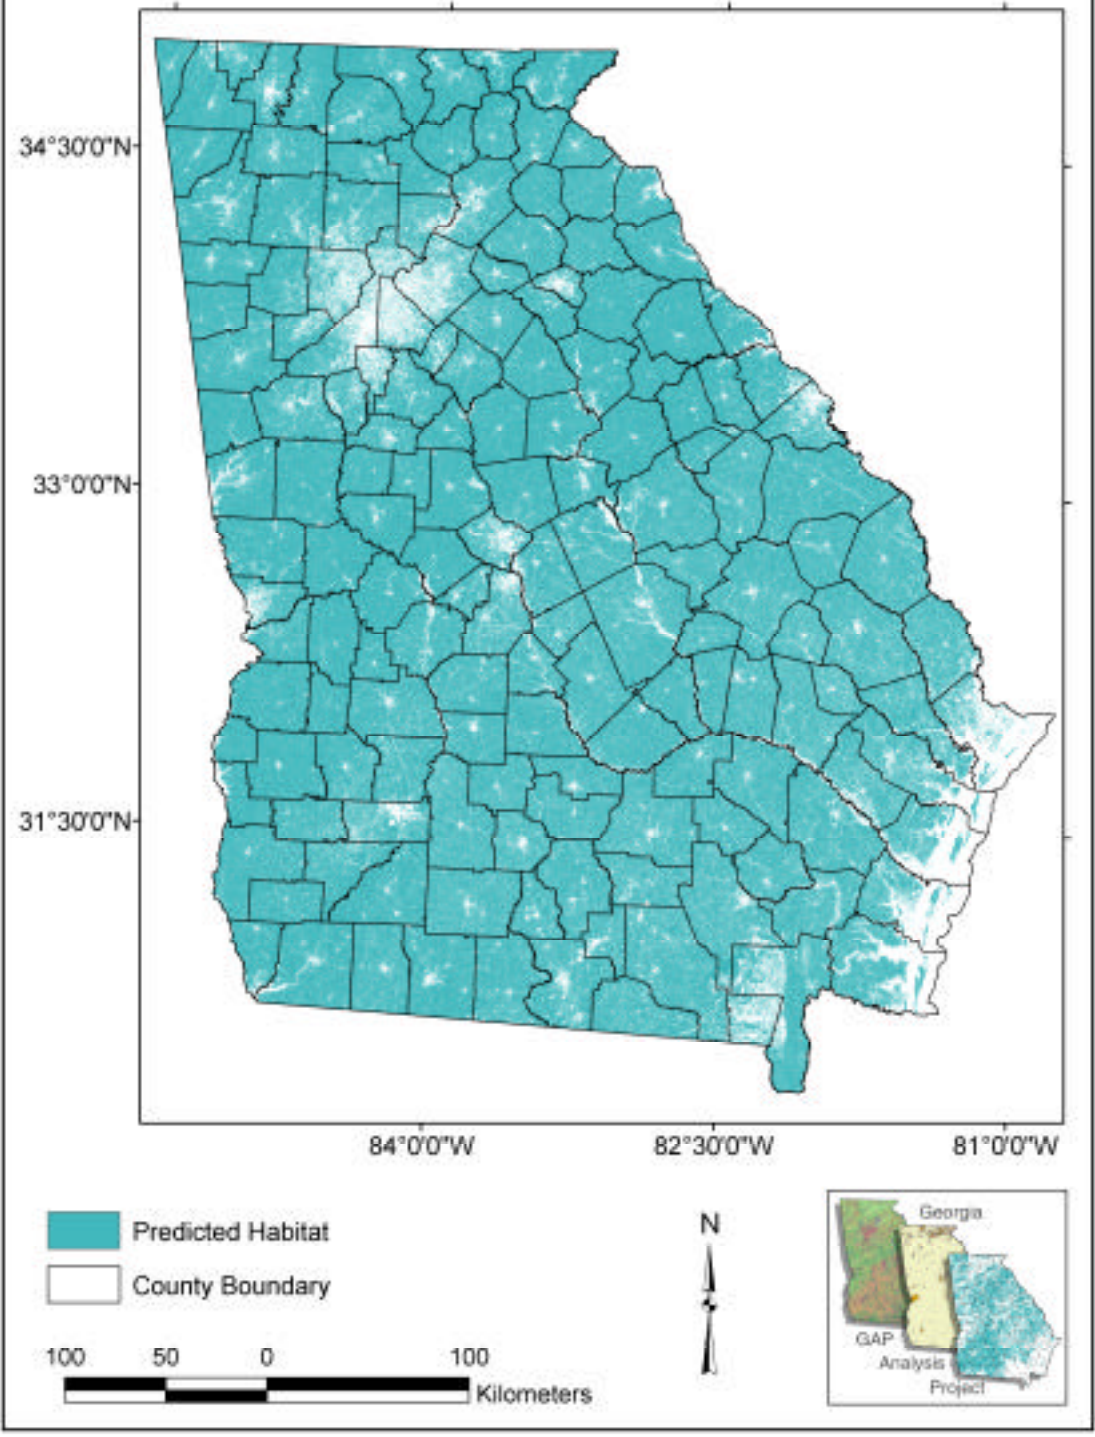 34°30'0"N
33°0'0"N
31°30'0"N
84°0'0"W 82°30'0"W 81°0'0"W
Predicted Habitat
County Boundary
N
100 50 0 100
Kilometers
Georgia
GAP
Analysis
Project